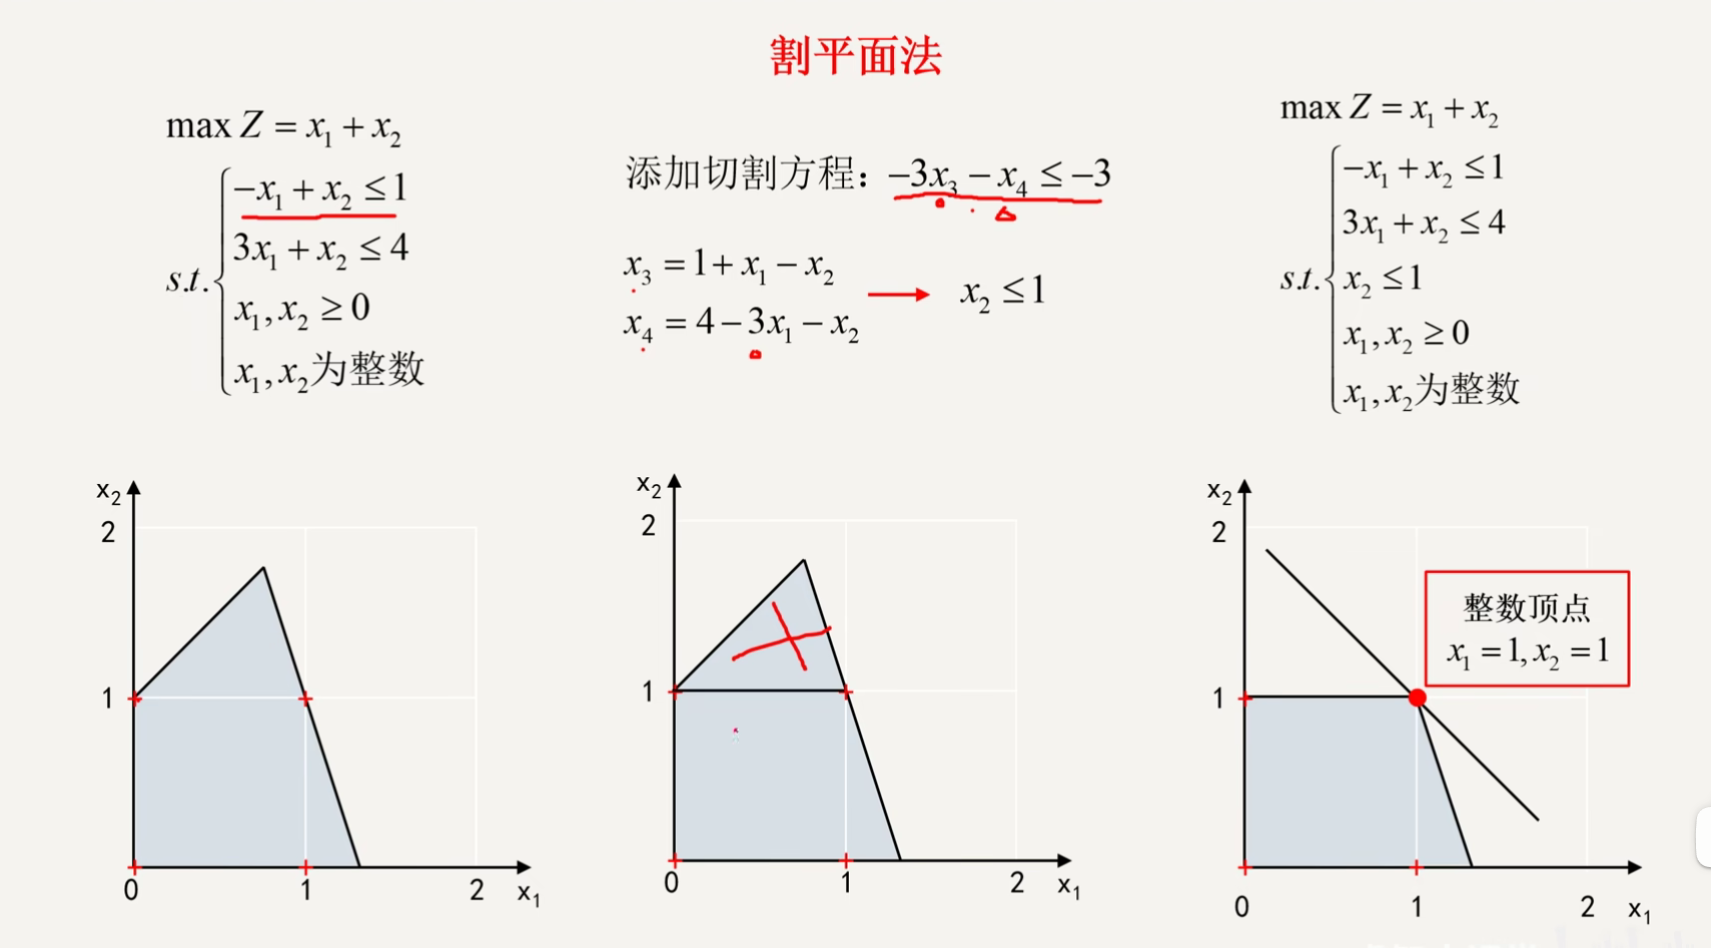 割平面法
max Z = x₁ + x₂
s.t.
−x₁ + x₂ ≤ 1
3x₁ + x₂ ≤ 4
x₁, x₂ ≥ 0
x₁, x₂为整数
添加切割方程：−3x₃ − x₄ ≤ −3
x₃ = 1 + x₁ − x₂
x₄ = 4 − 3x₁ − x₂
x₂ ≤ 1
max Z = x₁ + x₂
s.t.
−x₁ + x₂ ≤ 1
3x₁ + x₂ ≤ 4
x₂ ≤ 1
x₁, x₂ ≥ 0
x₁, x₂为整数
x₂
2
1
0 1 2 x₁
x₂
2
1
0 1 2 x₁
x₂
2
1
0 1 2 x₁
整数顶点
x₁ = 1, x₂ = 1